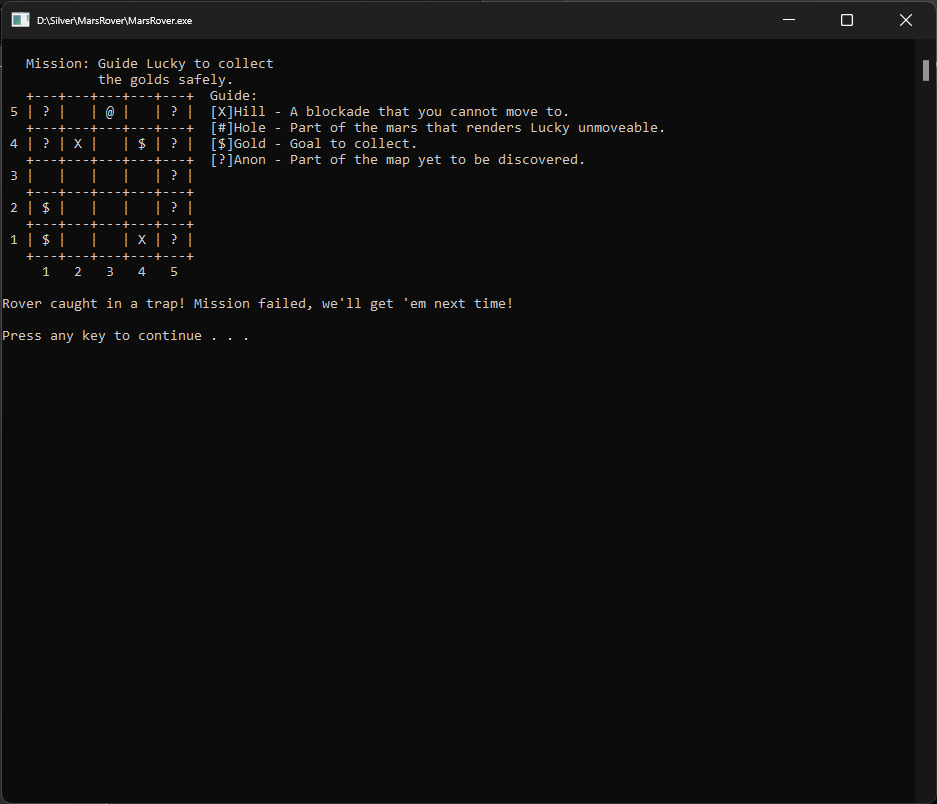 D:\Silver\MarsRover\MarsRover.exe
Mission: Guide Lucky to collect
the golds safely.
+---+---+---+---+---+  Guide:
5 | ? |   | @ |   | ? |  [X]Hill - A blockade that you cannot move to.
+---+---+---+---+---+  [#]Hole - Part of the mars that renders Lucky unmoveable.
4 | ? | X |   | $ | ? |  [$]Gold - Goal to collect.
+---+---+---+---+---+  [?]Anon - Part of the map yet to be discovered.
3 |   |   |   |   | ? |
+---+---+---+---+---+
2 | $ |   |   |   | ? |
+---+---+---+---+---+
1 | $ |   |   | X | ? |
+---+---+---+---+---+
1   2   3   4   5
Rover caught in a trap! Mission failed, we'll get 'em next time!
Press any key to continue . . .